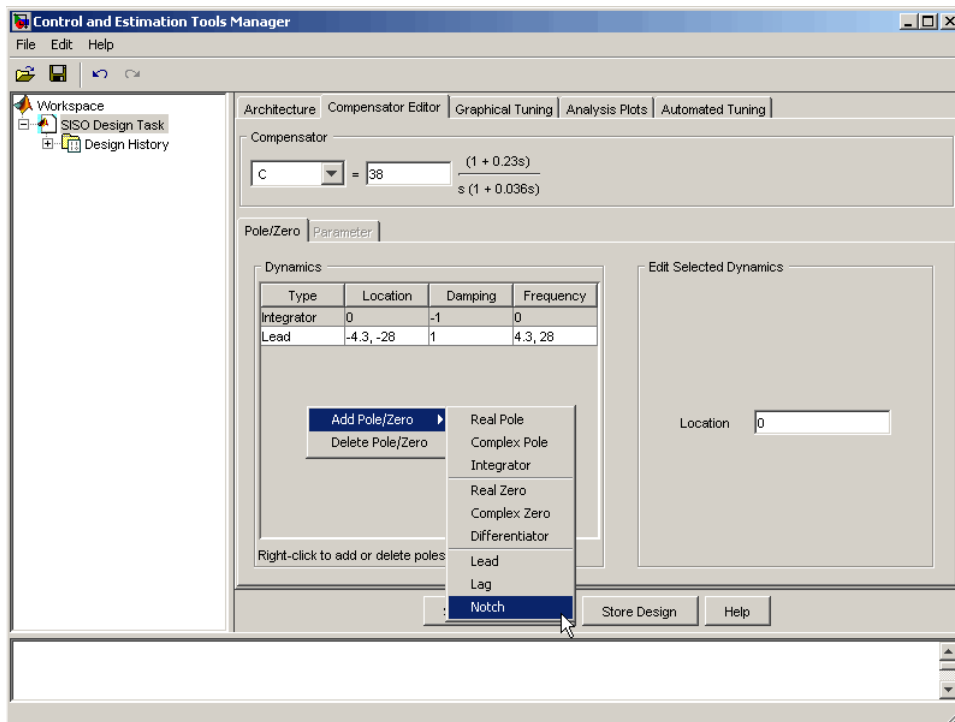 Control and Estimation Tools Manager
File Edit Help
Workspace
SISO Design Task
Design History
Architecture Compensator Editor Graphical Tuning Analysis Plots Automated Tuning
Compensator
C = 38 (1 + 0.23s)
s (1 + 0.036s)
Pole/Zero Parameter
Dynamics
Type Location Damping Frequency
Integrator 0 -1 0
Lead -4.3, -28 1 4.3, 28
Add Pole/Zero
Delete Pole/Zero
Real Pole
Complex Pole
Integrator
Real Zero
Complex Zero
Differentiator
Lead
Lag
Notch
Right-click to add or delete poles
Edit Selected Dynamics
Location 0
Store Design Help